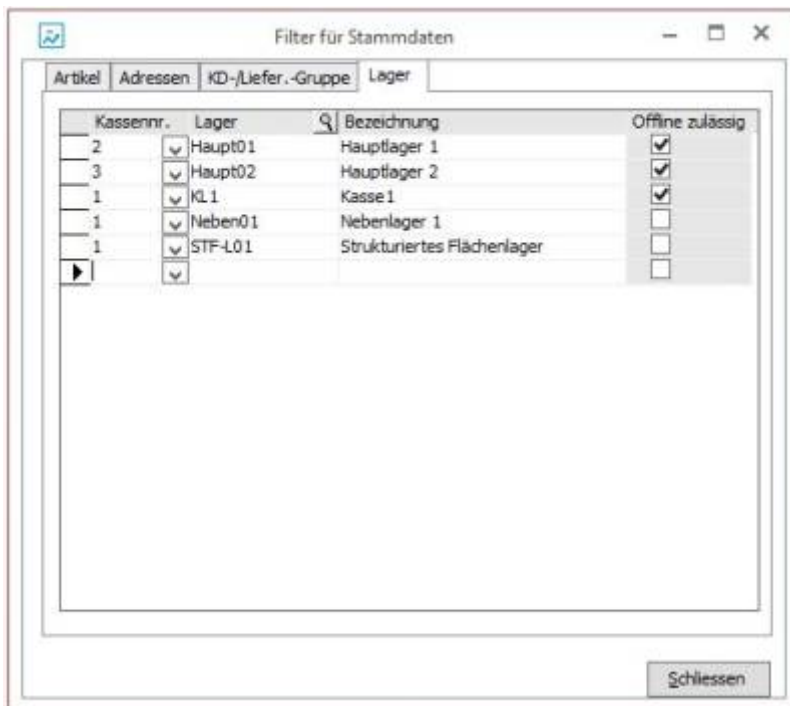 Filter für Stammdaten
Artikel Adressen KD-/Liefer.-Gruppe Lager
Kassennr. Lager Bezeichnung Offline zulässig
2 Haupt01 Hauptlager 1
3 Haupt02 Hauptlager 2
1 KL1 Kasse1
1 Neben01 Nebenlager 1
1 STF-L01 Strukturiertes Flächenlager
Schliessen